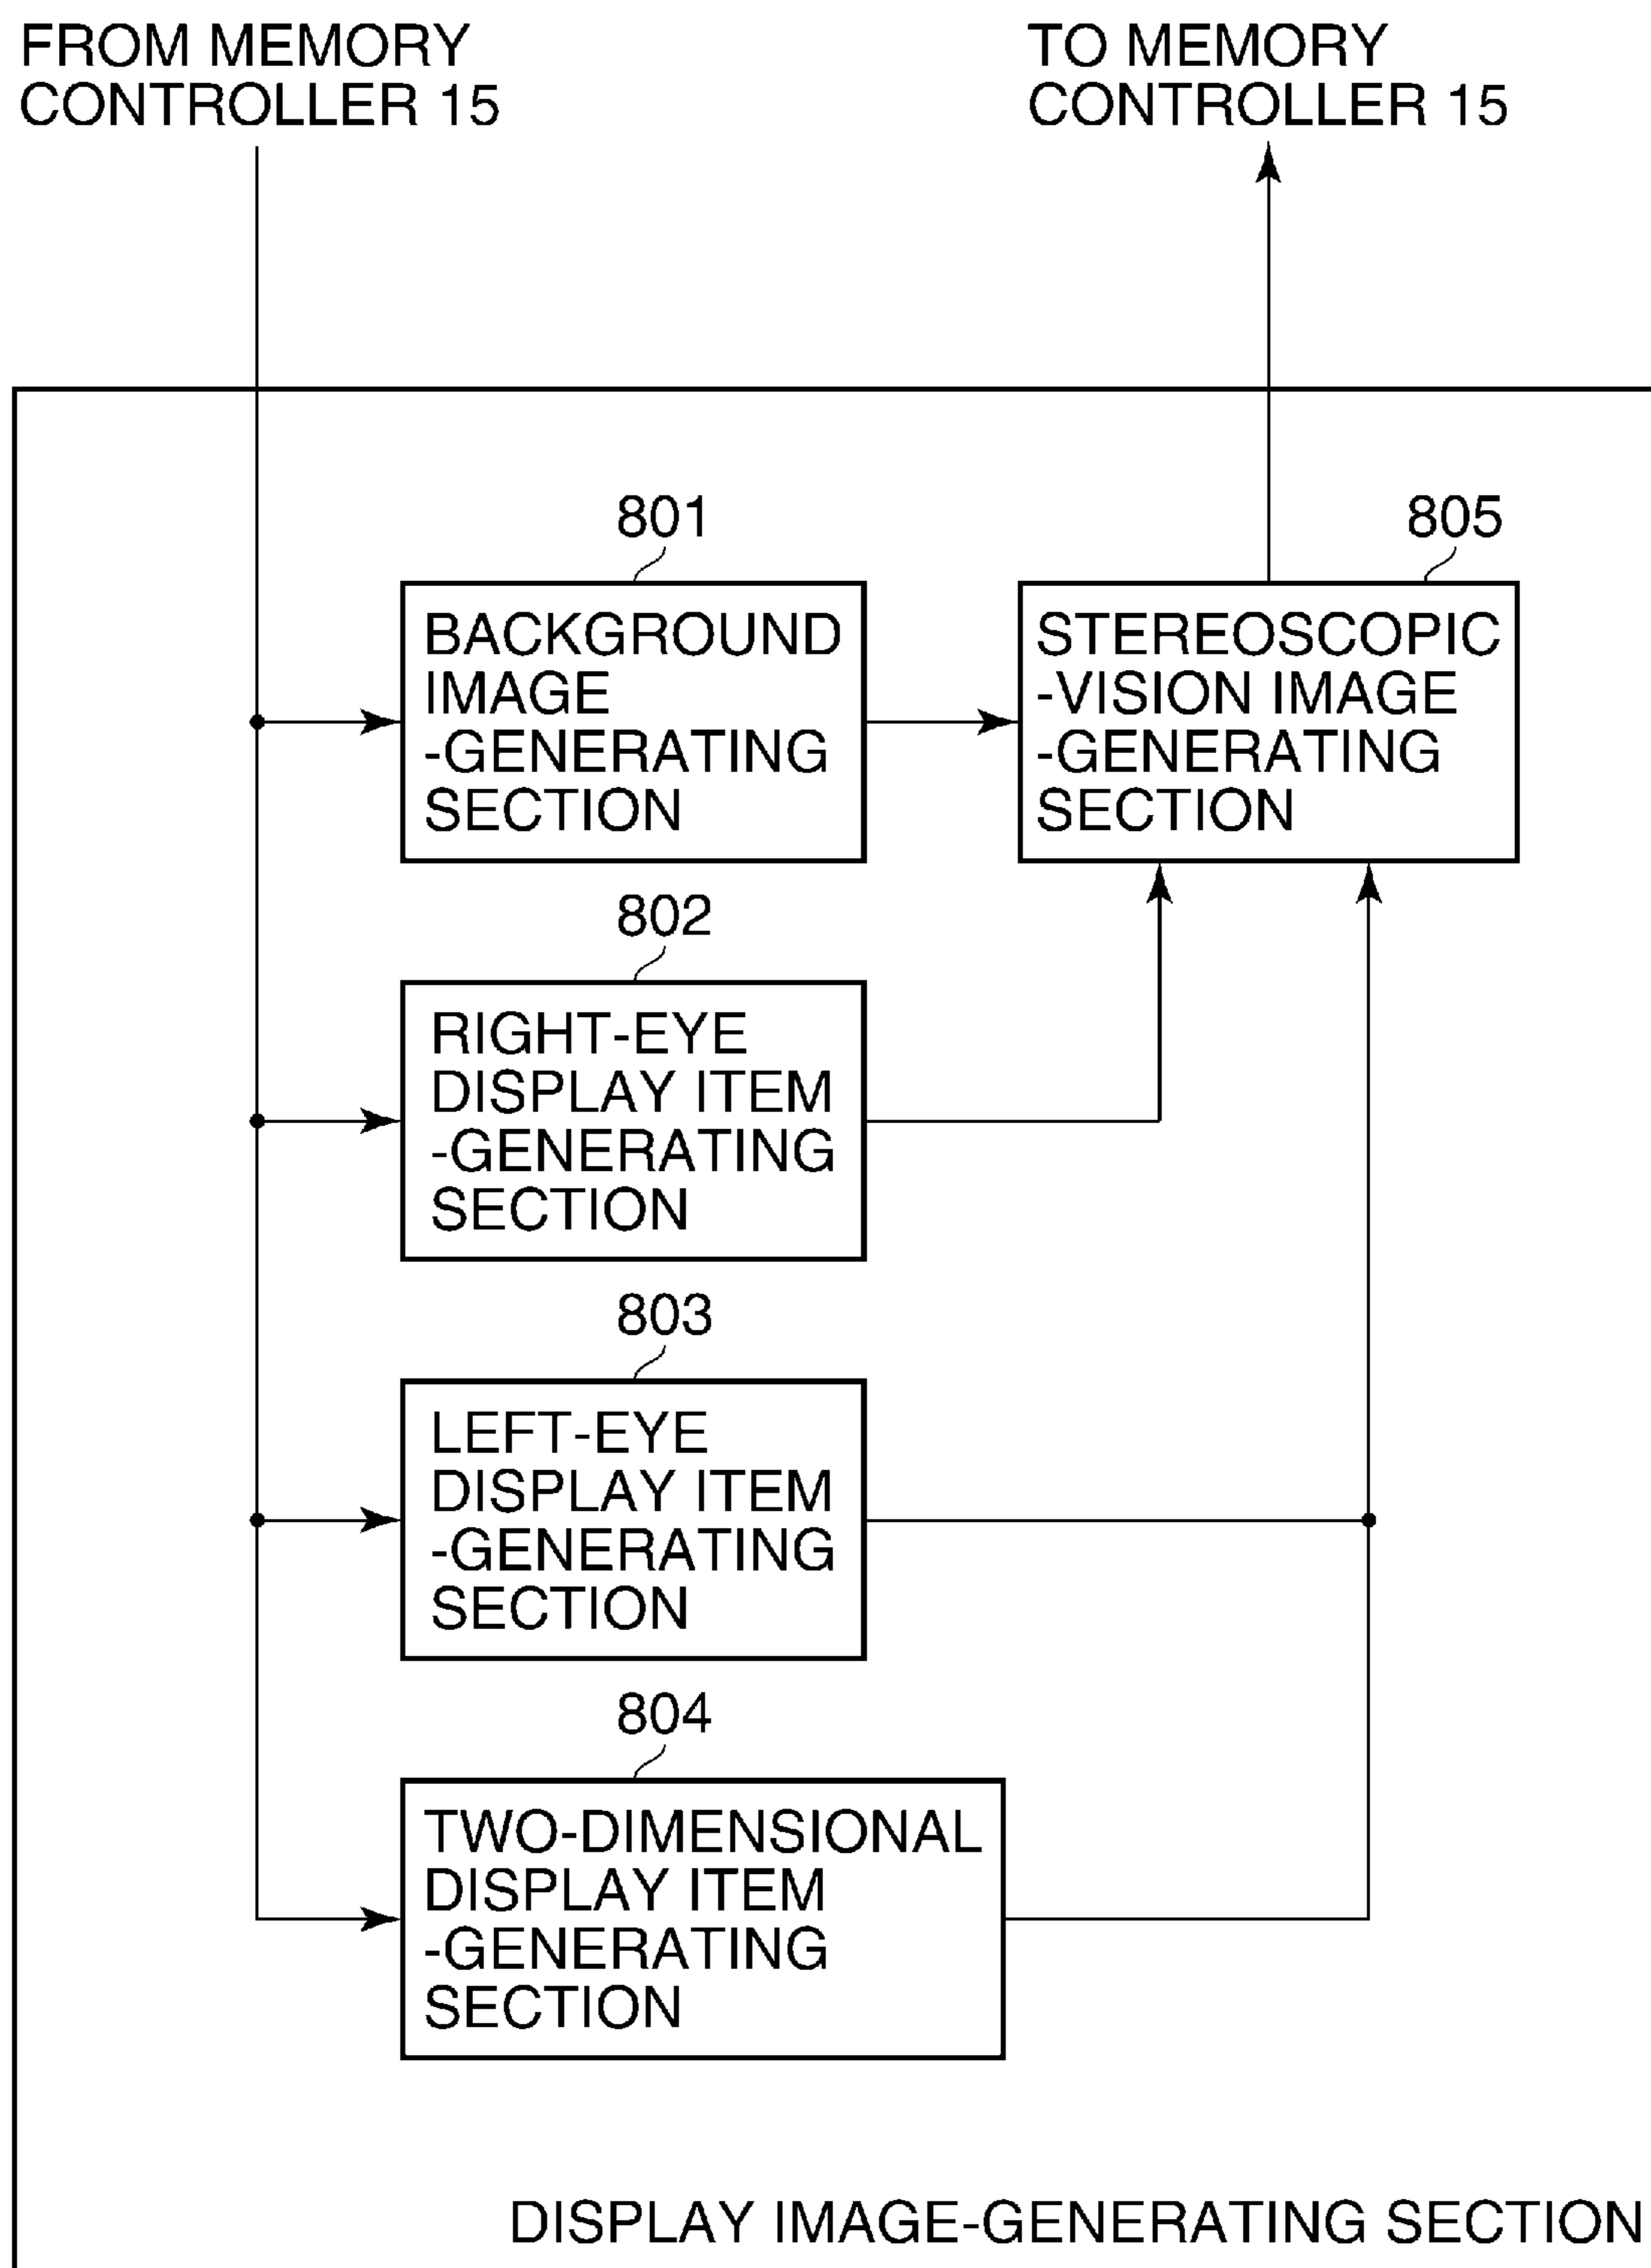 FROM MEMORY
CONTROLLER 15
TO MEMORY
CONTROLLER 15
801
BACKGROUND
IMAGE
-GENERATING
SECTION
805
STEREOSCOPIC
-VISION IMAGE
-GENERATING
SECTION
802
RIGHT-EYE
DISPLAY ITEM
-GENERATING
SECTION
803
LEFT-EYE
DISPLAY ITEM
-GENERATING
SECTION
804
TWO-DIMENSIONAL
DISPLAY ITEM
-GENERATING
SECTION
DISPLAY IMAGE-GENERATING SECTION